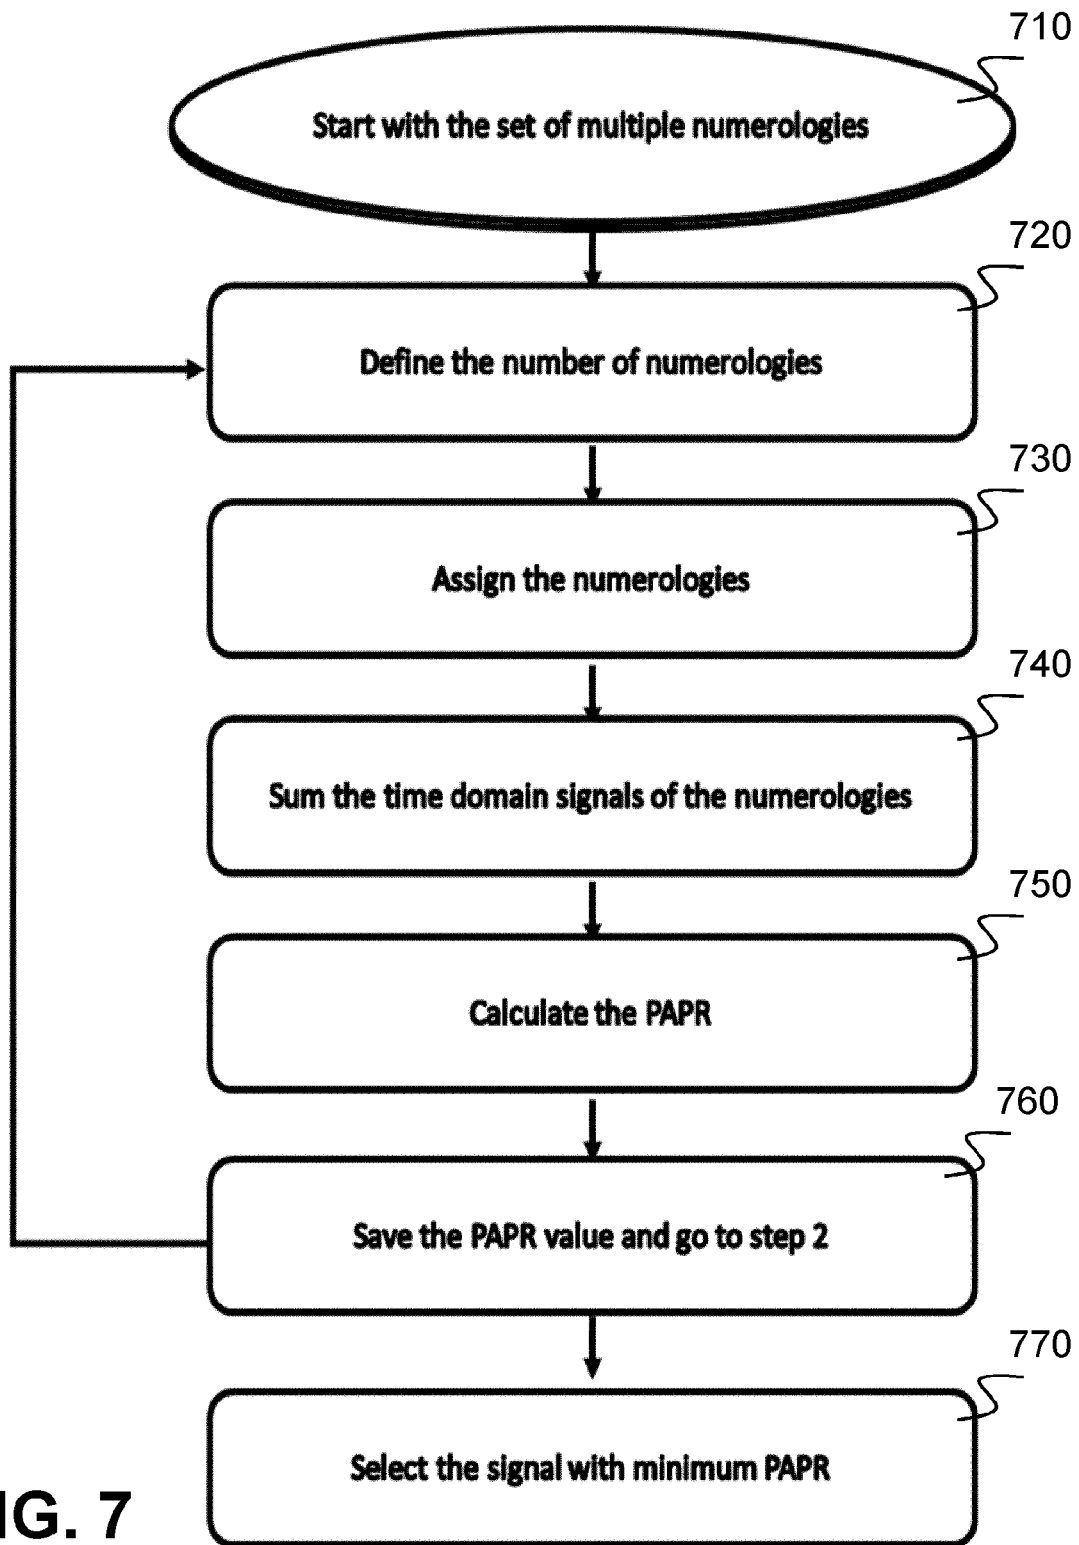 710
Start with the set of multiple numerologies
720
Define the number of numerologies
730
Assign the numerologies
740
Sum the time domain signals of the numerologies
750
Calculate the PAPR
760
Save the PAPR value and go to step 2
770
Select the signal with minimum PAPR
IG. 7